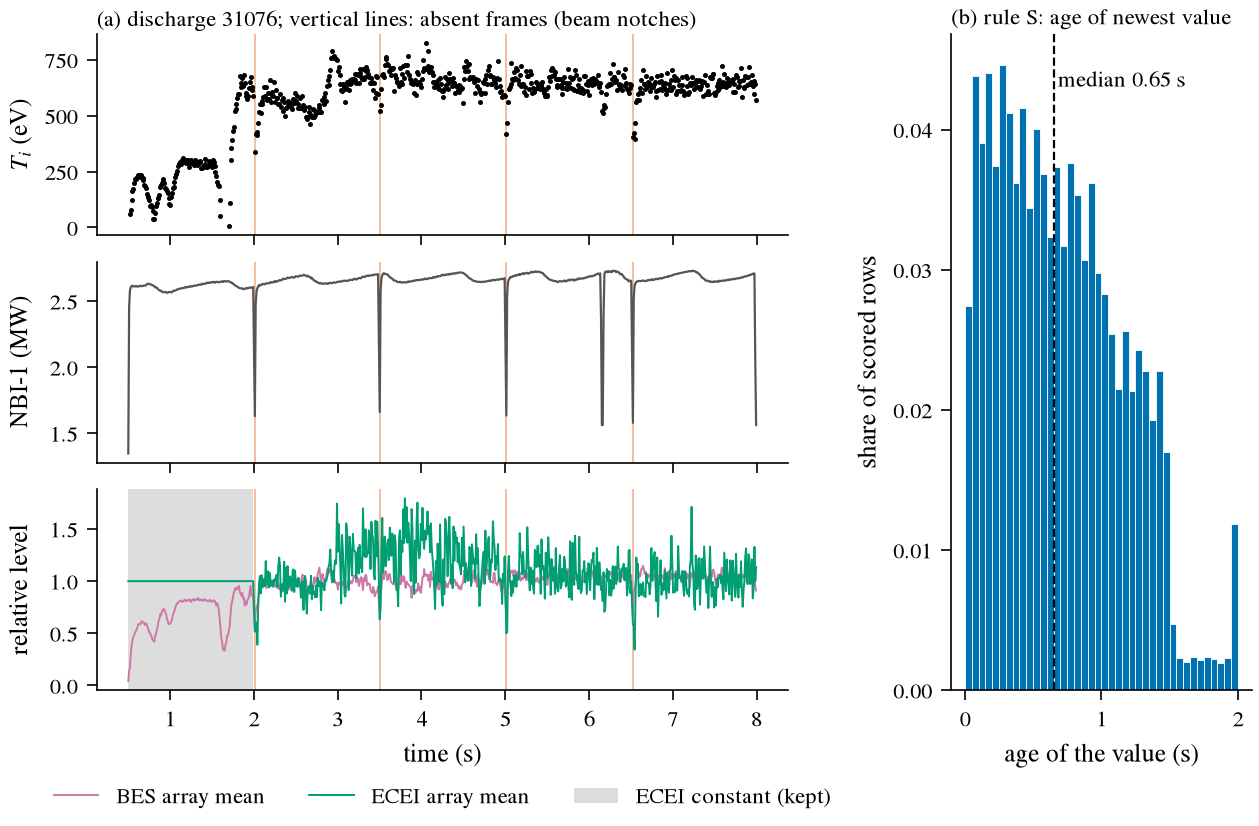 (a) discharge 31076; vertical lines: absent frames (beam notches)
750
500
250
0
T_i (eV)
2.5
2.0
1.5
NBI-1 (MW)
1.5
1.0
0.5
0.0
relative level
1 2 3 4 5 6 7 8
time (s)
BES array mean ECEI array mean ECEI constant (kept)
(b) rule S: age of newest value
median 0.65 s
0.04
0.03
0.02
0.01
0.00
share of scored rows
0 1 2
age of the value (s)